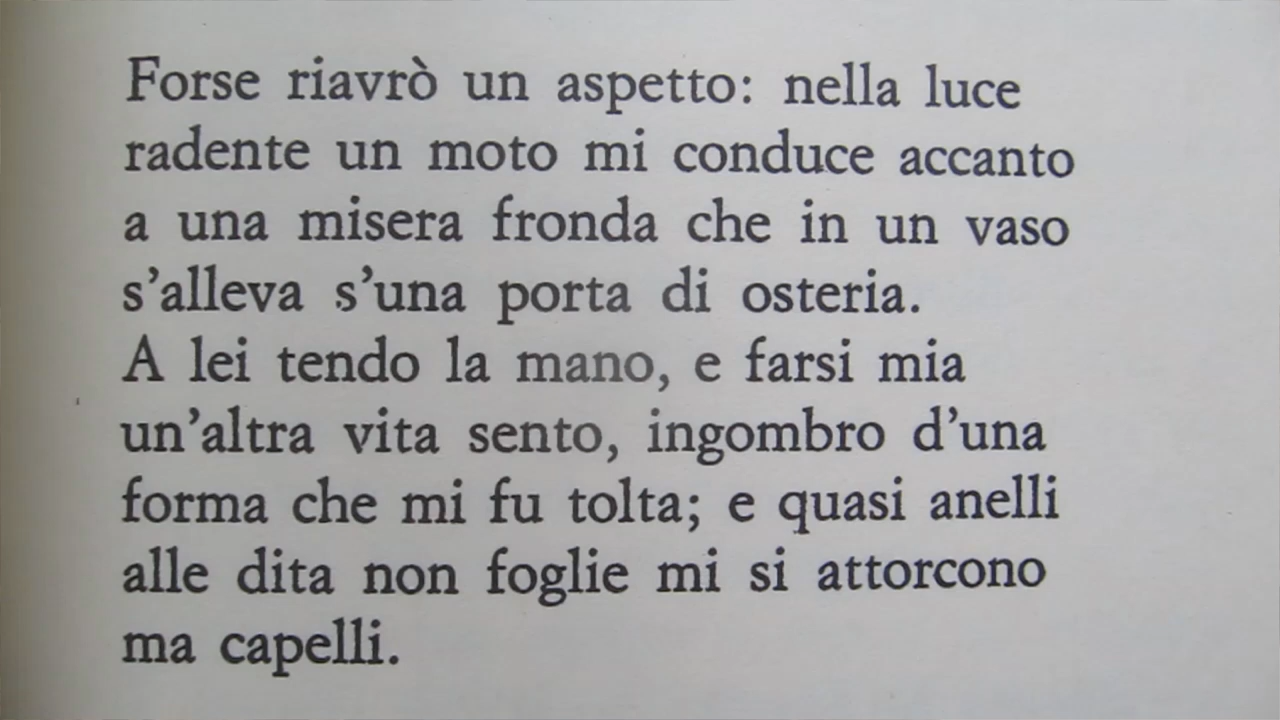 Forse riavrò un aspetto: nella luce
radente un moto mi conduce accanto
a una misera fronda che in un vaso
s’alleva s’una porta di osteria.
A lei tendo la mano, e farsi mia
un’altra vita sento, ingombro d’una
forma che mi fu tolta; e quasi anelli
alle dita non foglie mi si attorcono
ma capelli.